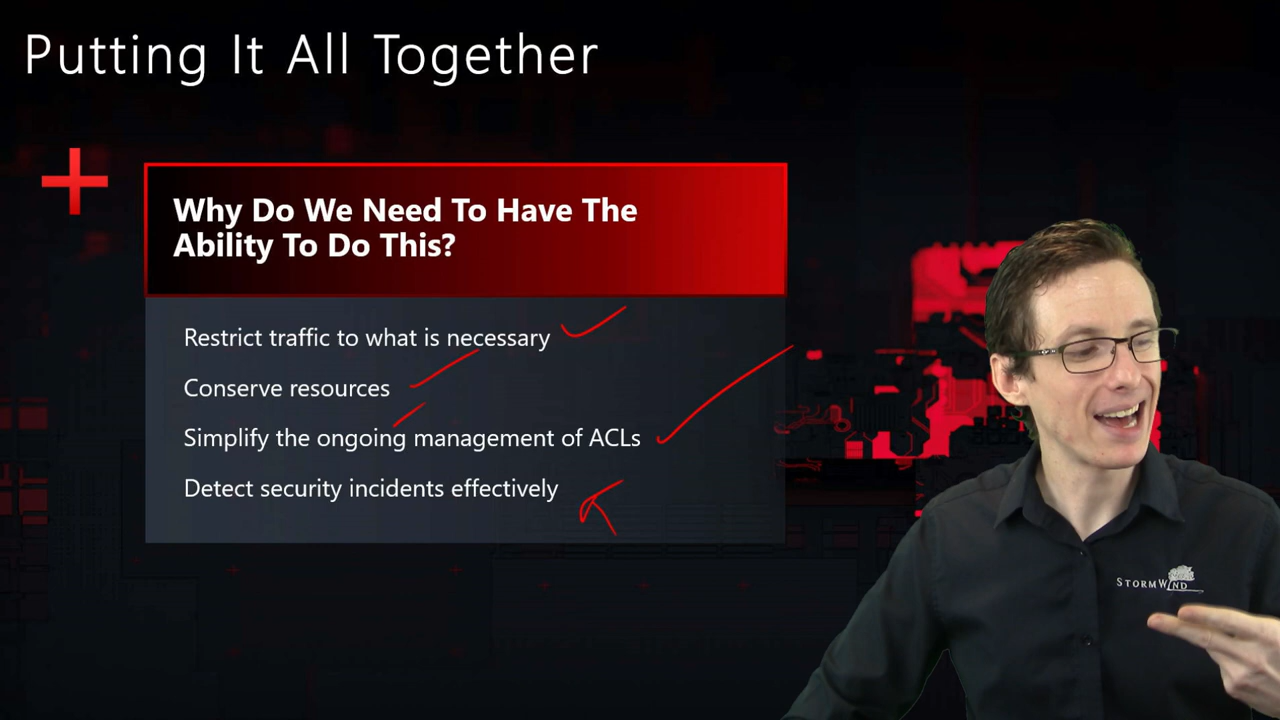 Putting It All Together
Why Do We Need To Have The
Ability To Do This?
Restrict traffic to what is necessary
Conserve resources
Simplify the ongoing management of ACLs
Detect security incidents effectively
STORMWIND